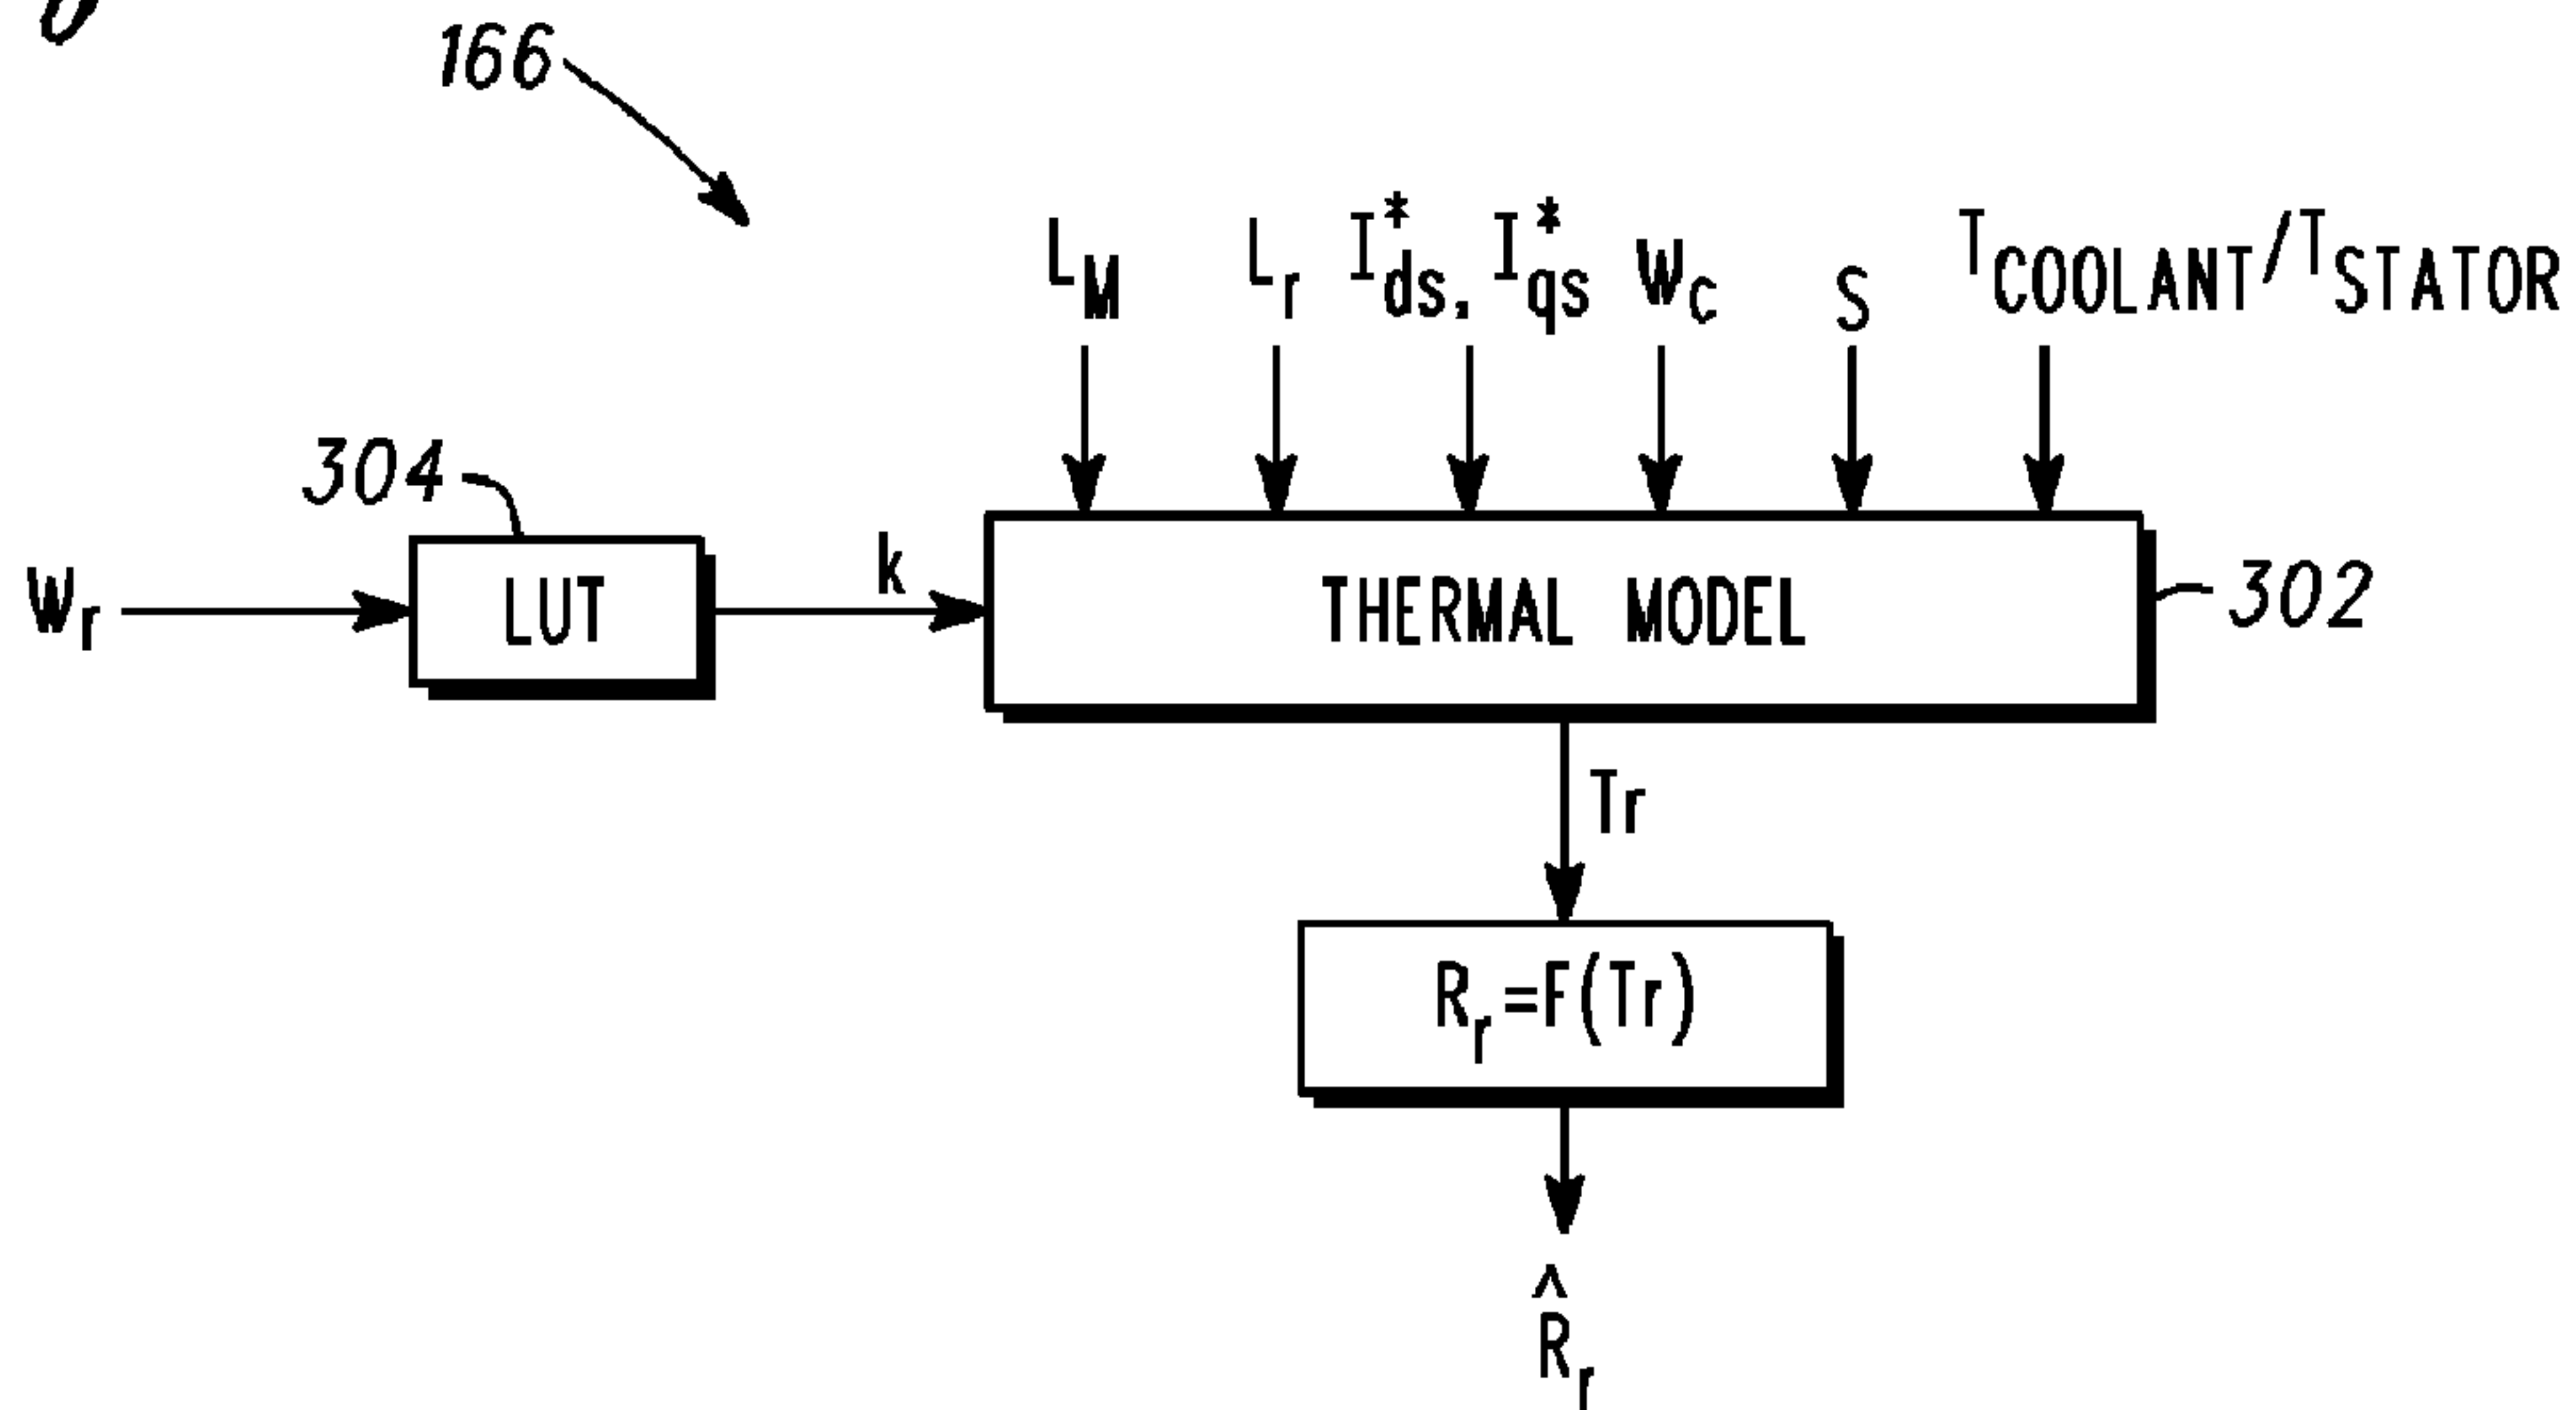 166
L_M L_r I*_ds, I*_qs W_c S T_COOLANT/T_STATOR
304
W_r LUT k THERMAL MODEL 302
Tr
R_r=F(Tr)
R̂_r